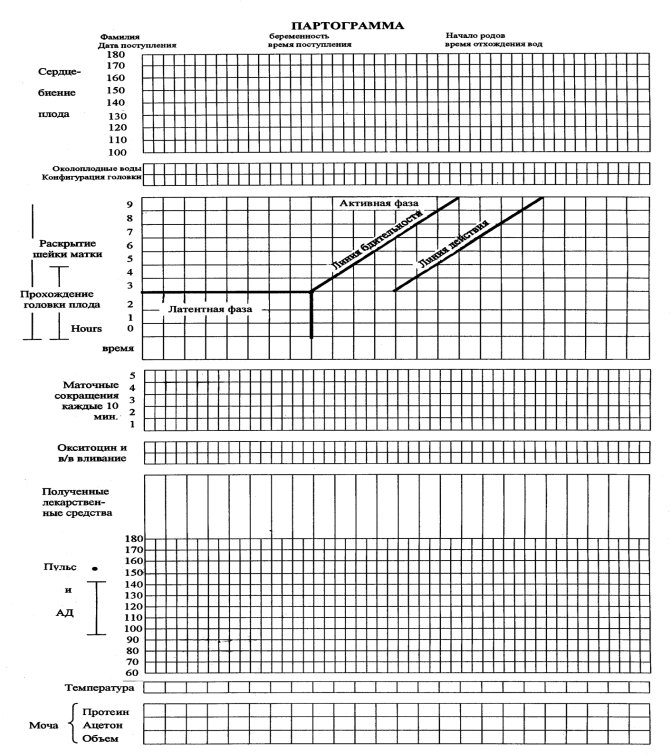 ПАРТОГРАММА
Фамилия беременность Начало родов
Дата поступления время поступления время отхождения вод
180
170
160
150
140
130
120
110
100
Сердце-
биение
плода
Околоплодные воды
Конфигурация головки
9
8
7
6
5
4
3
2
1
0
Раскрытие
шейки матки
Прохождение
головки плода
Hours
время
Активная фаза
Линия бдительности
Линия действия
Латентная фаза
5
4
3
2
1
Маточные
сокращения
каждые 10
мин.
Окситоцин и
в/в вливание
Полученные
лекарствен-
ные средства
180
170
160
150
140
130
120
110
100
90
80
70
60
Пульс
и
АД
Температура
Моча
Протеин
Ацетон
Объем